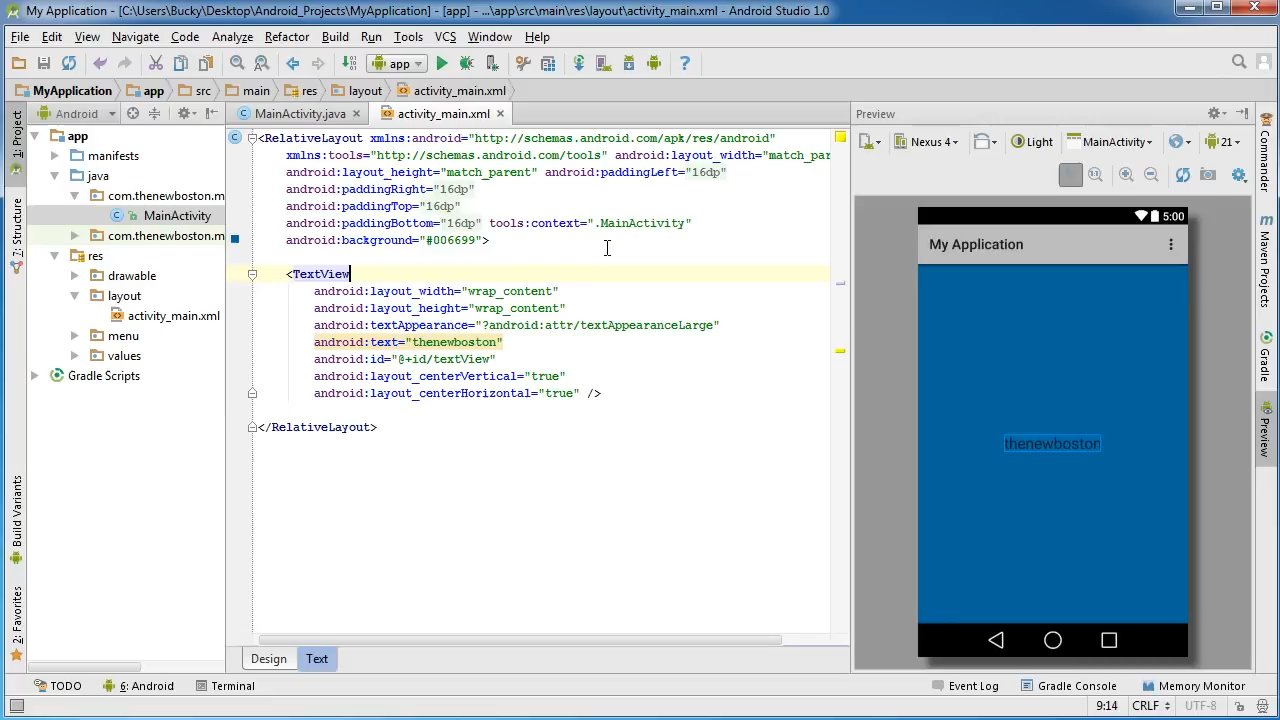 My Application - [C:\Users\Bucky\Desktop\Android_Projects\MyApplication] - [app] - ...\app\src\main\res\layout\activity_main.xml - Android Studio 1.0
File Edit View Navigate Code Analyze Refactor Build Run Tools VCS Window Help
app
MyApplication app src main res layout activity_main.xml
Android
MainActivity.java
activity_main.xml
Preview
1: Project
7: Structure
Build Variants
2: Favorites
app
manifests
java
com.thenewboston.m
MainActivity
com.thenewboston.m
res
drawable
layout
activity_main.xml
menu
values
Gradle Scripts
<RelativeLayout xmlns:android="http://schemas.android.com/apk/res/android"
xmlns:tools="http://schemas.android.com/tools" android:layout_width="match_par
android:layout_height="match_parent" android:paddingLeft="16dp"
android:paddingRight="16dp"
android:paddingTop="16dp"
android:paddingBottom="16dp" tools:context=".MainActivity"
android:background="#006699">
<TextView
android:layout_width="wrap_content"
android:layout_height="wrap_content"
android:textAppearance="?android:attr/textAppearanceLarge"
android:text="thenewboston"
android:id="@+id/textView"
android:layout_centerVertical="true"
android:layout_centerHorizontal="true" />
</RelativeLayout>
Design Text
Nexus 4 Light MainActivity 21
5:00
My Application
thenewboston
Commander
Maven Projects
Gradle
Preview
TODO 6: Android Terminal Event Log Gradle Console Memory Monitor
9:14 CRLF UTF-8